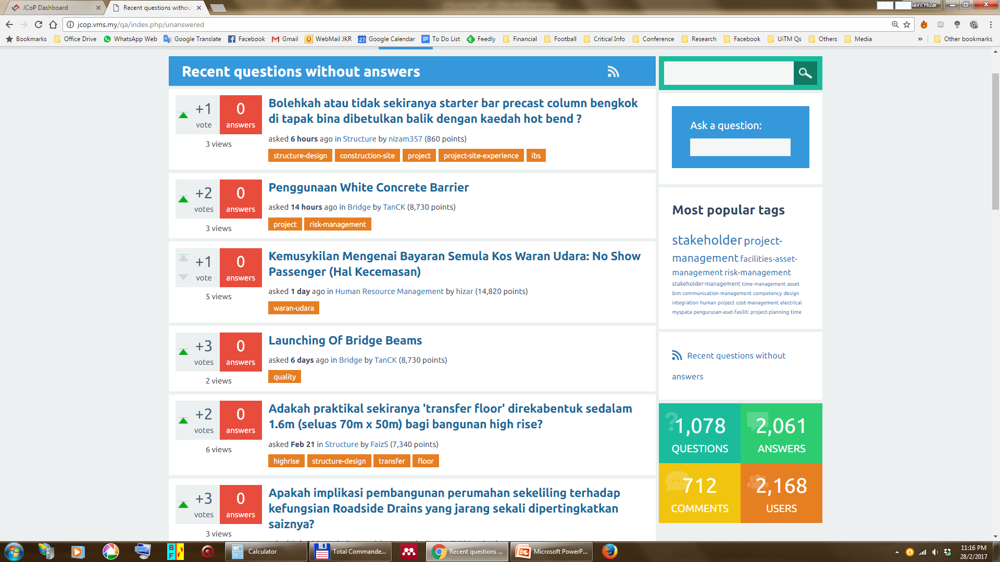 JCoP Dashboard
Recent questions withou
hairil Hizar
jcop.vms.my/qa/index.php/unanswered
Bookmarks Office Drive WhatsApp Web Google Translate Facebook Gmail WebMail JKR 27 Google Calendar To Do List Feedly Financial Football Critical Info Conference Research Facebook UiTM Qs Others Media » Other bookmarks
Recent questions without answers
+1
vote
0
answers
3 views
Bolehkah atau tidak sekiranya starter bar precast column bengkok
di tapak bina dibetulkan balik dengan kaedah hot bend ?
asked 6 hours ago in Structure by nizam357 (860 points)
structure-design construction-site project project-site-experience ibs
+2
votes
0
answers
3 views
Penggunaan White Concrete Barrier
asked 14 hours ago in Bridge by TanCK (8,730 points)
project risk-management
+1
vote
0
answers
5 views
Kemusykilan Mengenai Bayaran Semula Kos Waran Udara: No Show
Passenger (Hal Kecemasan)
asked 1 day ago in Human Resource Management by hizar (14,820 points)
waran-udara
+3
votes
0
answers
2 views
Launching Of Bridge Beams
asked 6 days ago in Bridge by TanCK (8,730 points)
quality
+2
votes
0
answers
6 views
Adakah praktikal sekiranya 'transfer floor' direkabentuk sedalam
1.6m (seluas 70m x 50m) bagi bangunan high rise?
asked Feb 21 in Structure by FaizS (7,340 points)
highrise structure-design transfer floor
+3
votes
0
answers
3 views
Apakah implikasi pembangunan perumahan sekeliling terhadap
kefungsian Roadside Drains yang jarang sekali dipertingkatkan
saiznya?
Ask a question:
Most popular tags
stakeholder project-
management facilities-asset-
management risk-management
stakeholder-management time-management asset
bim communication-management competency design
integration human project cost-management electrical
myspata pengurusan-aset-fasiliti project-planning time
Recent questions without
answers
1,078
QUESTIONS
2,061
ANSWERS
712
COMMENTS
2,168
USERS
B F
Calculator
Total Commande...
Recent questions ...
Microsoft PowerP...
11:16 PM
28/2/2017